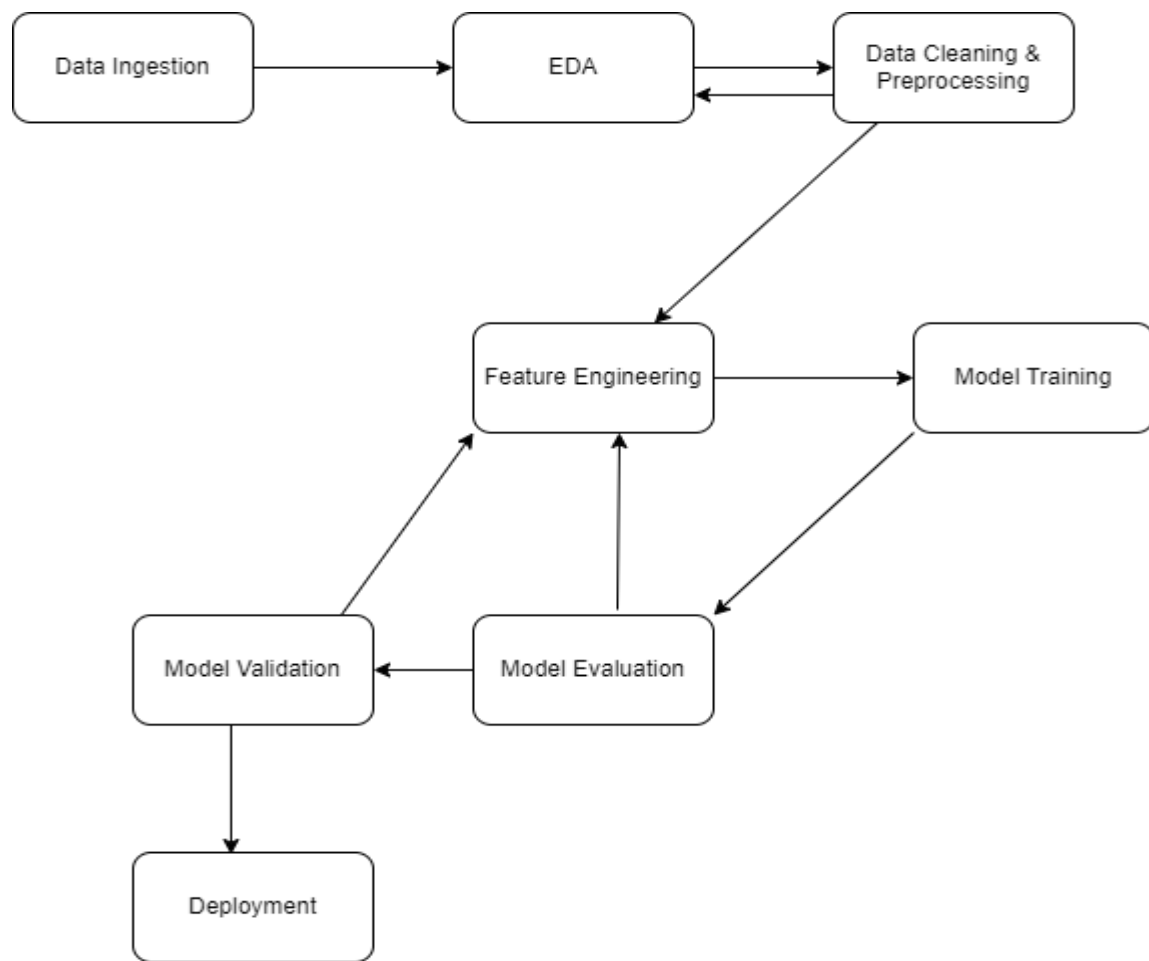 Data Ingestion
EDA
Data Cleaning &
Preprocessing
Feature Engineering
Model Training
Model Validation
Model Evaluation
Deployment